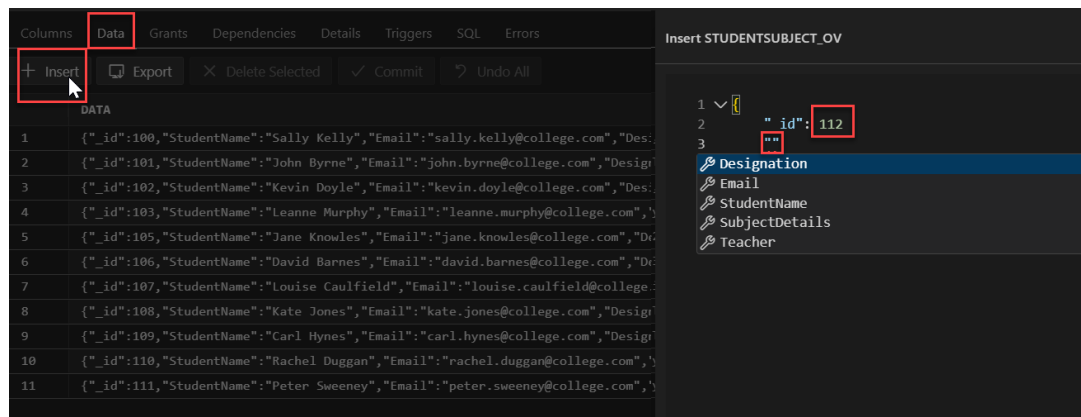 Columns Data Grants Dependencies Details Triggers SQL Errors
+ Insert Export × Delete Selected ✓ Commit Undo All
DATA
1 {"_id":100,"StudentName":"Sally Kelly","Email":"sally.kelly@college.com","Desi
2 {"_id":101,"StudentName":"John Byrne","Email":"john.byrne@college.com","Design
3 {"_id":102,"StudentName":"Kevin Doyle","Email":"kevin.doyle@college.com","Des
4 {"_id":103,"StudentName":"Leanne Murphy","Email":"leanne.murphy@college.com","
5 {"_id":105,"StudentName":"Jane Knowles","Email":"jane.knowles@college.com","De
6 {"_id":106,"StudentName":"David Barnes","Email":"david.barnes@college.com","De
7 {"_id":107,"StudentName":"Louise Caulfield","Email":"louise.caulfield@college
8 {"_id":108,"StudentName":"Kate Jones","Email":"kate.jones@college.com","Design
9 {"_id":109,"StudentName":"Carl Hynes","Email":"carl.hynes@college.com","Design
10 {"_id":110,"StudentName":"Rachel Duggan","Email":"rachel.duggan@college.com","
11 {"_id":111,"StudentName":"Peter Sweeney","Email":"peter.sweeney@college.com","
Insert STUDENTSUBJECT_OV
1 {
2 "_id": 112
3 ""
Designation
Email
StudentName
SubjectDetails
Teacher